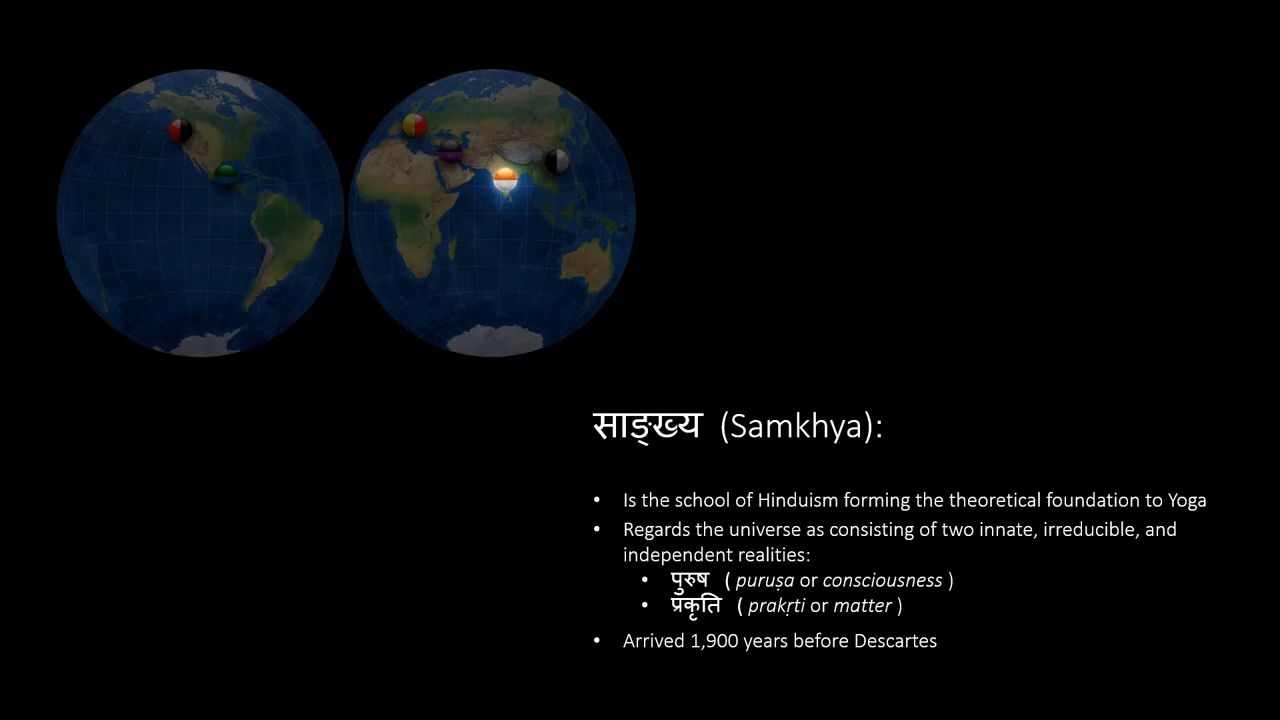 साङ्ख्य (Samkhya):
• Is the school of Hinduism forming the theoretical foundation to Yoga
• Regards the universe as consisting of two innate, irreducible, and
independent realities:
• पुरुष ( puruṣa or consciousness )
• प्रकृति ( prakṛti or matter )
• Arrived 1,900 years before Descartes